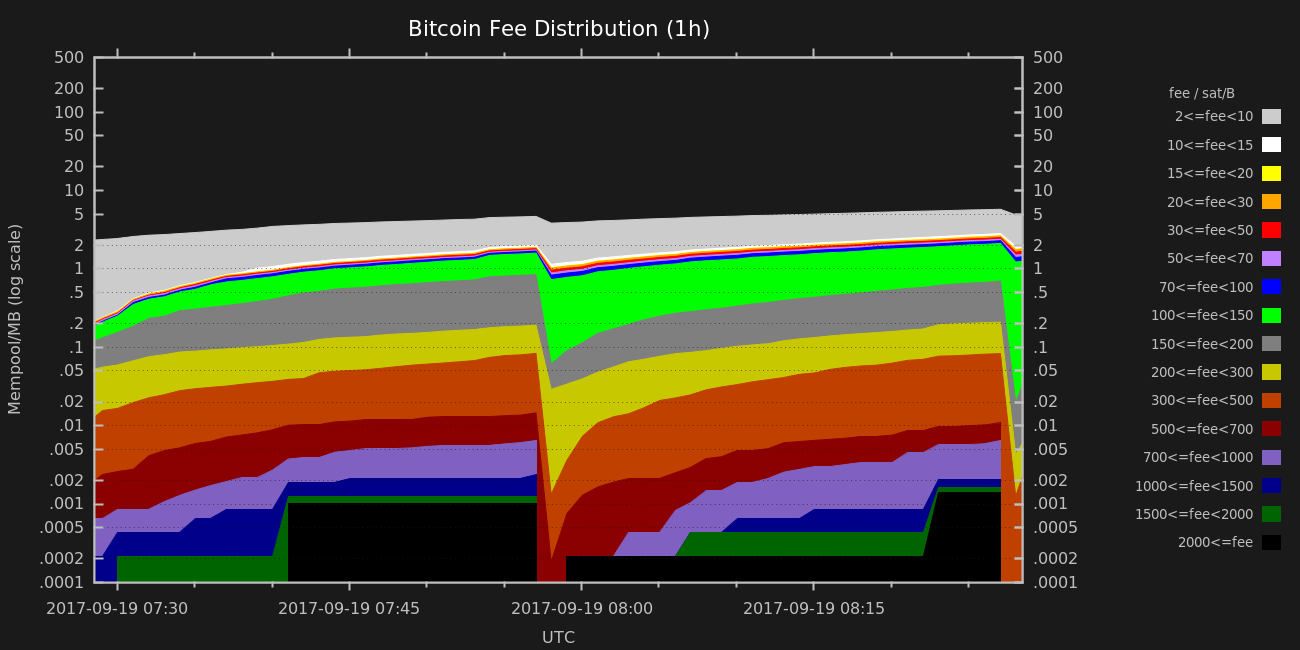 Bitcoin Fee Distribution (1h)
500 500
200 200
100 100
50 50
20 20
10 10
5 5
2 2
1 1
.5 .5
.2 .2
.1 .1
.05 .05
.02 .02
.01 .01
.005 .005
.002 .002
.001 .001
.0005 .0005
.0002 .0002
.0001 .0001
Mempool/MB (log scale)
2017-09-19 07:30 2017-09-19 07:45 2017-09-19 08:00 2017-09-19 08:15
UTC
fee / sat/B
2<=fee<10
10<=fee<15
15<=fee<20
20<=fee<30
30<=fee<50
50<=fee<70
70<=fee<100
100<=fee<150
150<=fee<200
200<=fee<300
300<=fee<500
500<=fee<700
700<=fee<1000
1000<=fee<1500
1500<=fee<2000
2000<=fee